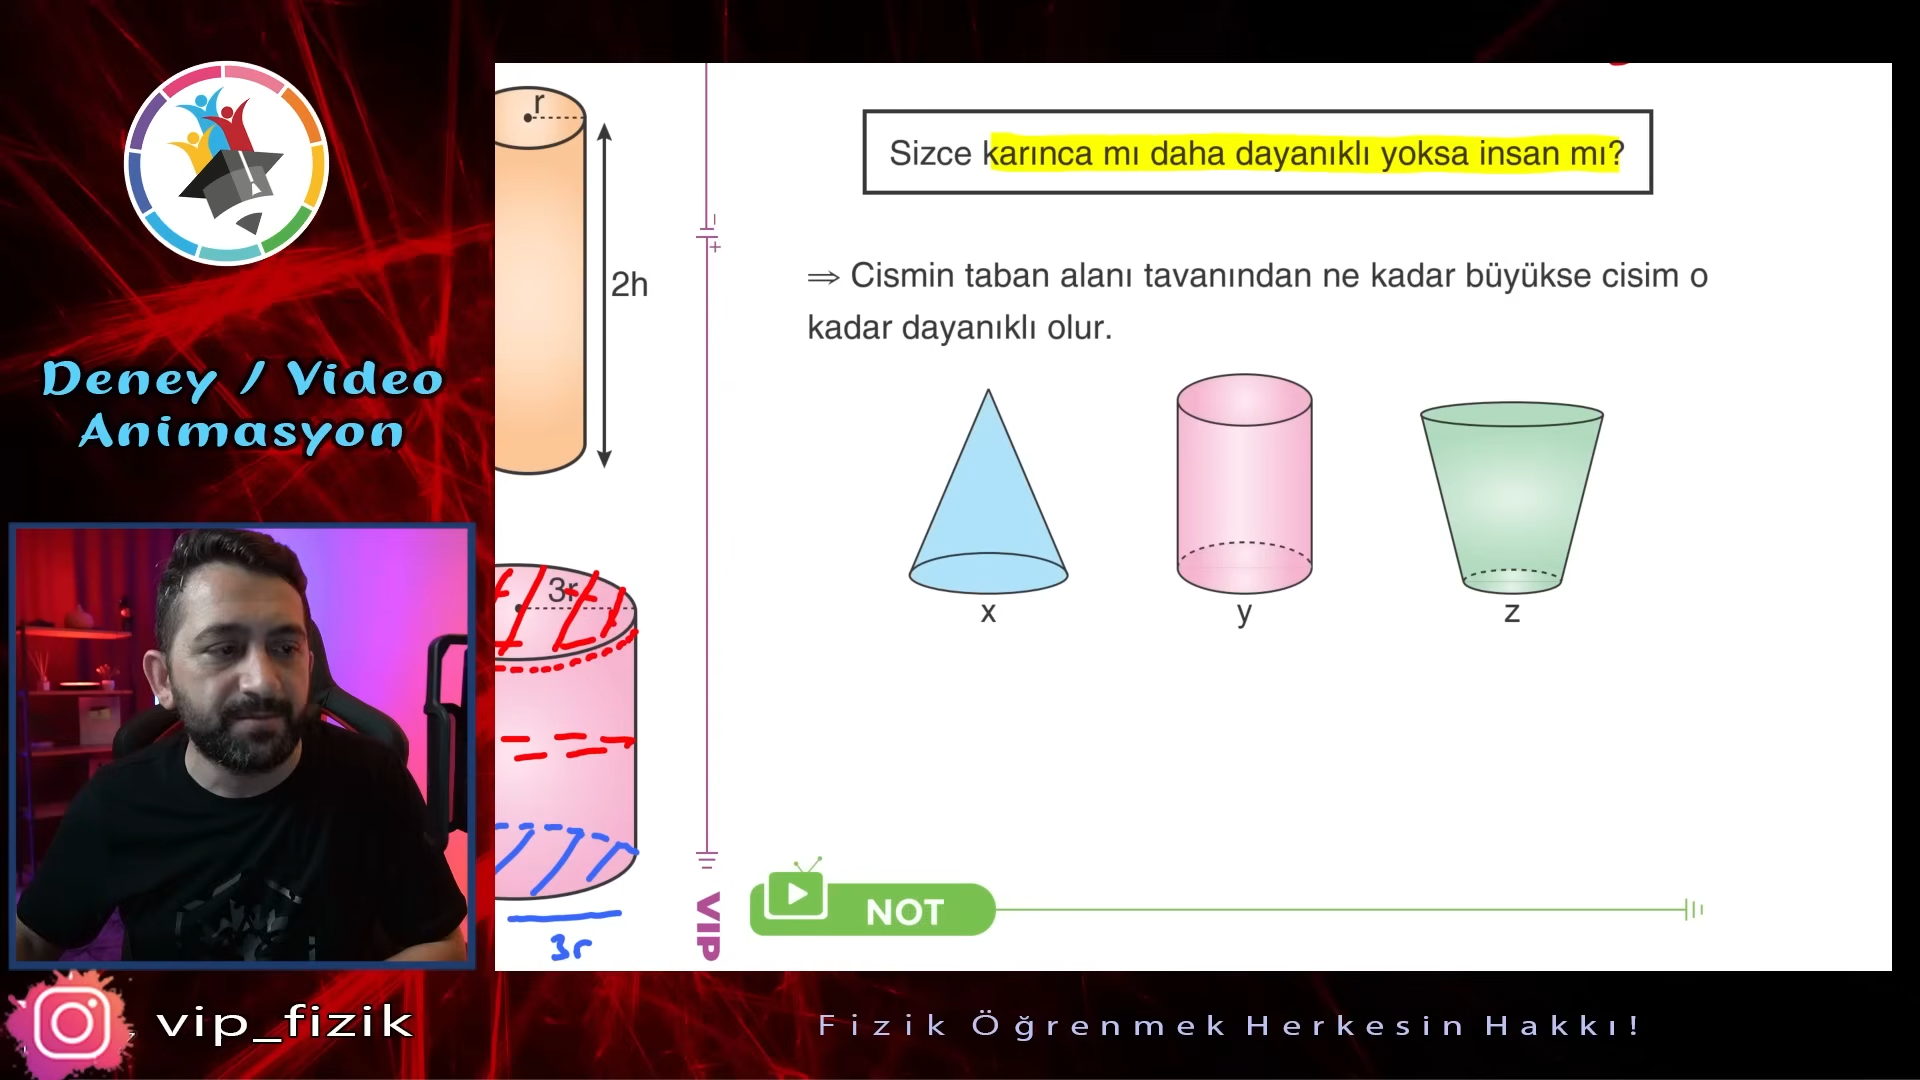 Deney / Video
Animasyon
r
2h
3r
3r
VIP
Sizce karınca mı daha dayanıklı yoksa insan mı?
⇒ Cismin taban alanı tavanından ne kadar büyükse cisim o
kadar dayanıklı olur.
x
y
z
NOT
vip_fizik
Fizik Öğrenmek Herkesin Hakkı!